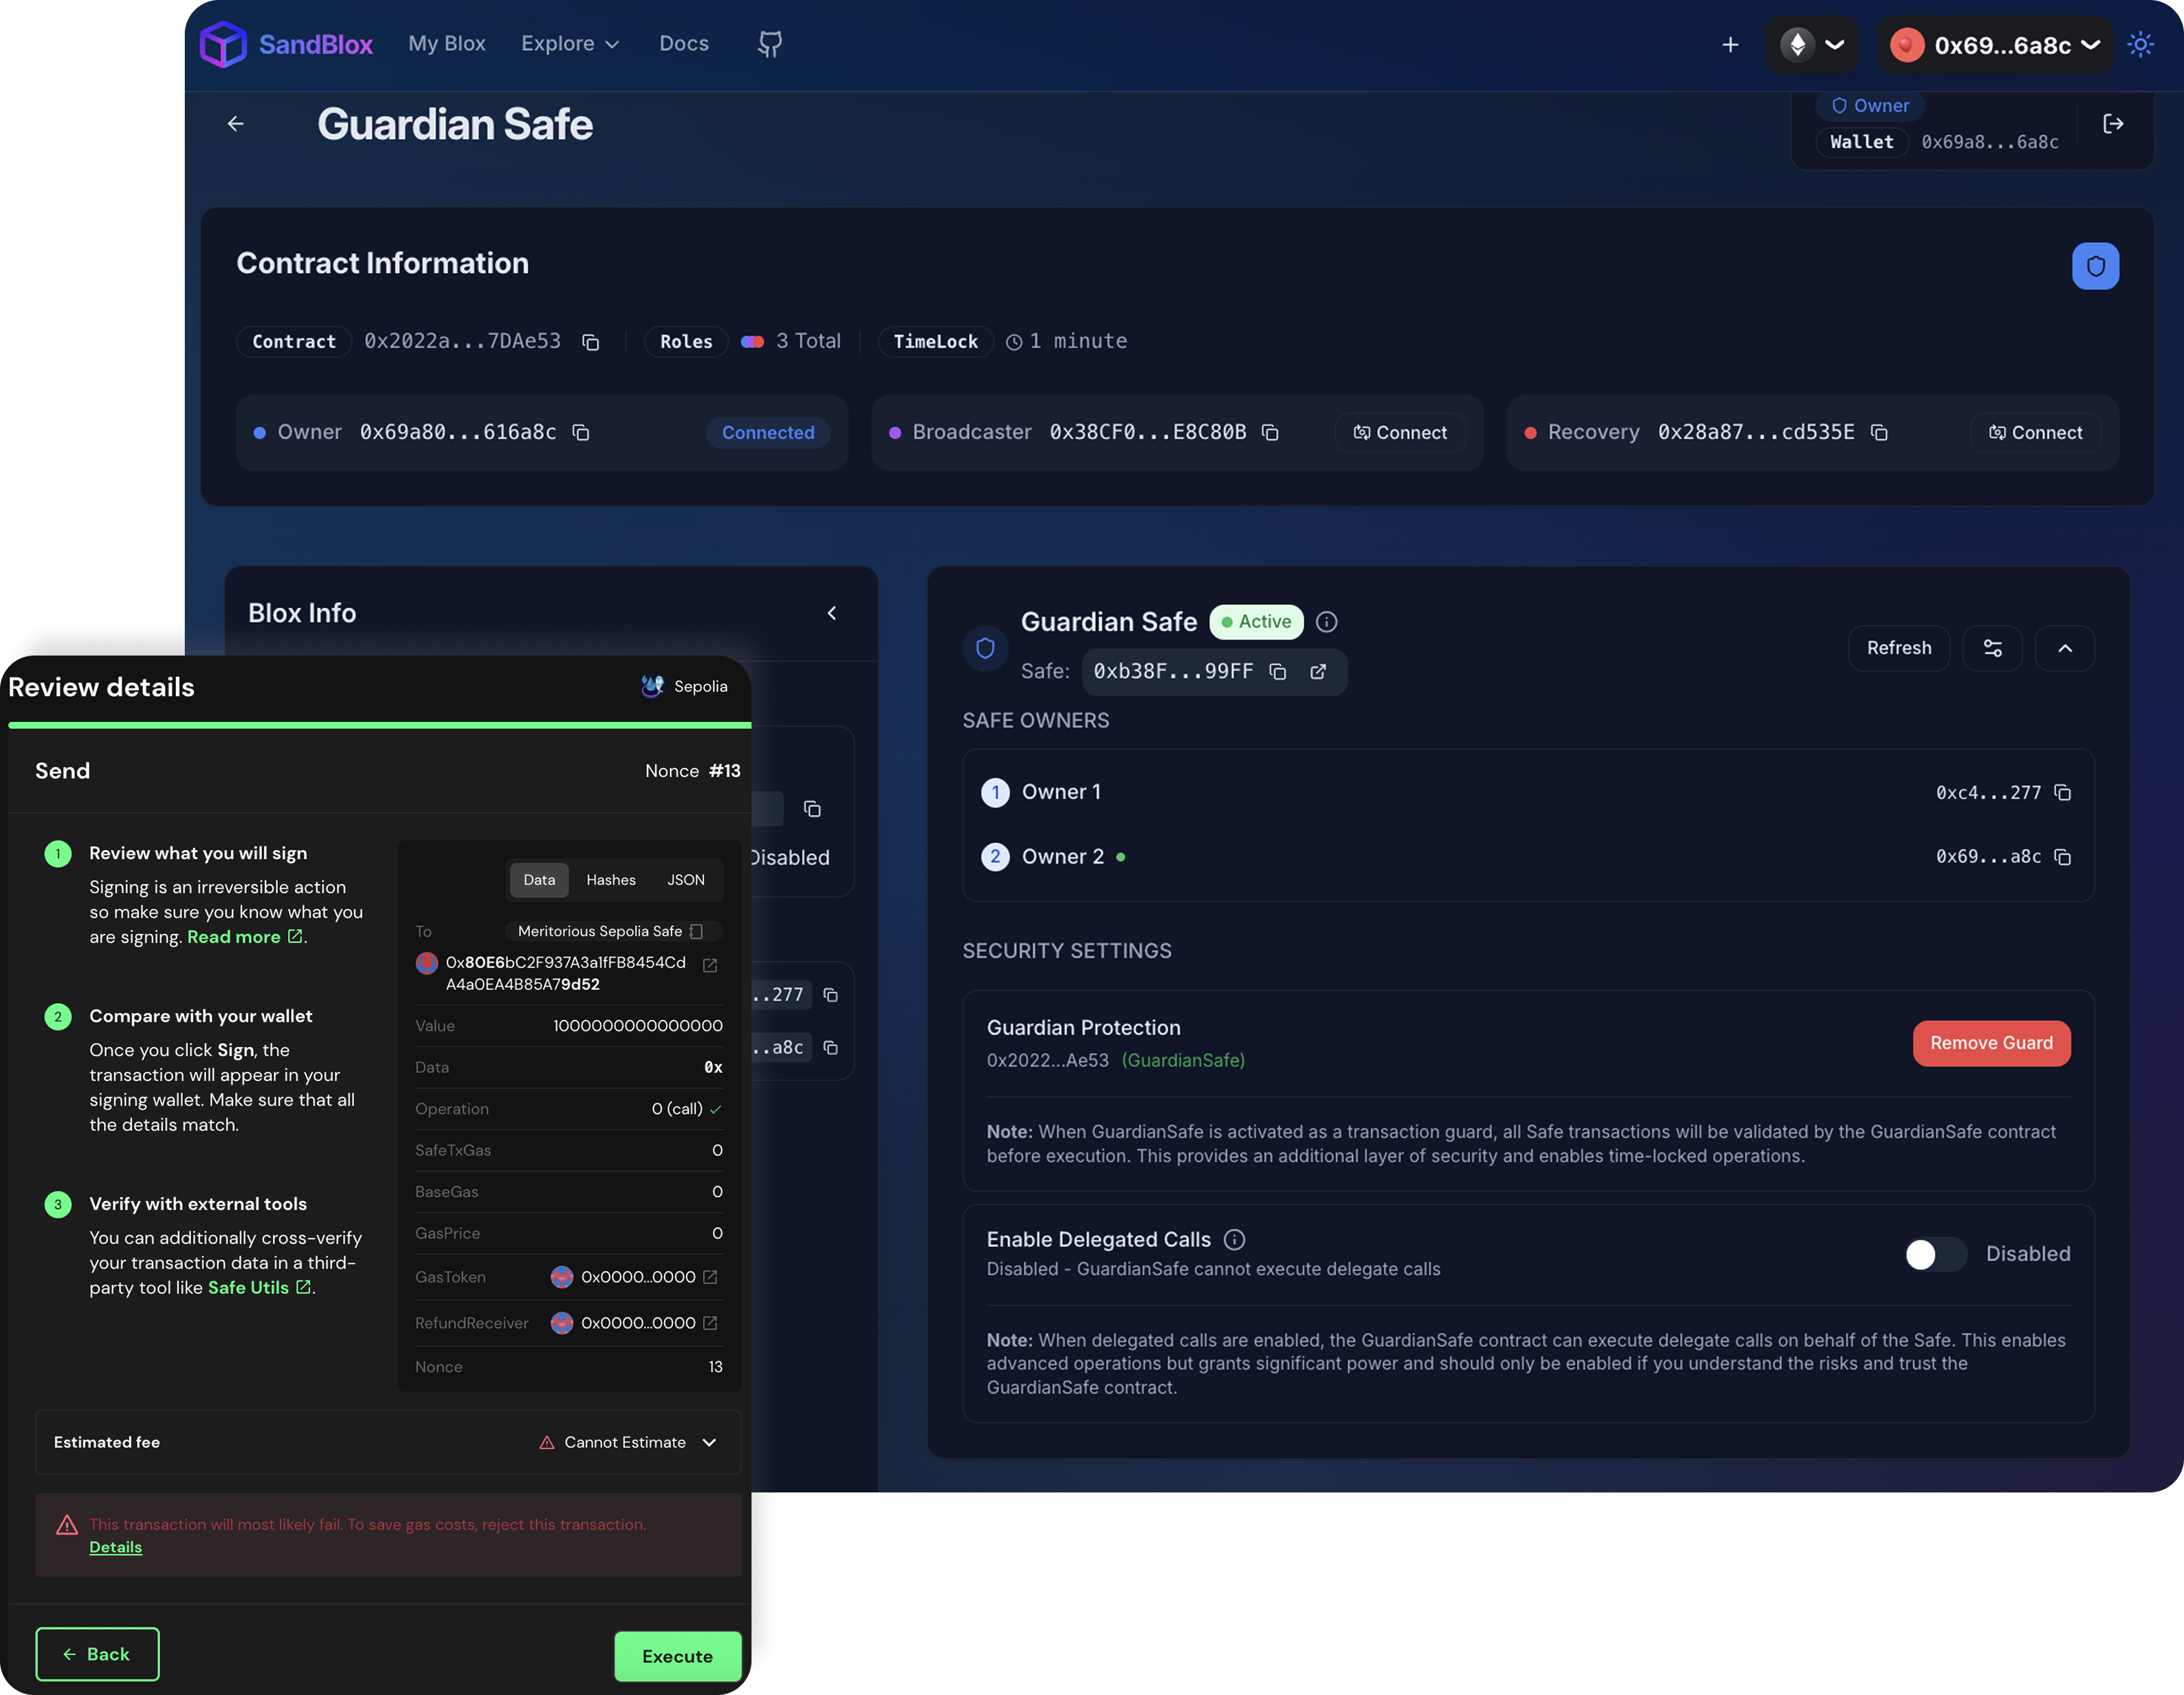 SandBlox
My Blox
Explore
Docs
0x69...6a8c
Guardian Safe
Owner
Wallet 0x69a8...6a8c
Contract Information
Contract 0x2022a...7DAe53
Roles 3 Total
TimeLock 1 minute
Owner 0x69a80...616a8c Connected
Broadcaster 0x38CF0...E8C80B Connect
Recovery 0x28a87...cd535E Connect
Blox Info
Disabled
..277
..a8c
Guardian Safe Active
Safe: 0xb38F...99FF
Refresh
SAFE OWNERS
1 Owner 1 0xc4...277
2 Owner 2 0x69...a8c
SECURITY SETTINGS
Guardian Protection
0x2022...Ae53 (GuardianSafe)
Remove Guard
Note: When GuardianSafe is activated as a transaction guard, all Safe transactions will be validated by the GuardianSafe contract
before execution. This provides an additional layer of security and enables time-locked operations.
Enable Delegated Calls
Disabled - GuardianSafe cannot execute delegate calls
Disabled
Note: When delegated calls are enabled, the GuardianSafe contract can execute delegate calls on behalf of the Safe. This enables
advanced operations but grants significant power and should only be enabled if you understand the risks and trust the
GuardianSafe contract.
Review details
Sepolia
Send
Nonce #13
1 Review what you will sign
Signing is an irreversible action
so make sure you know what you
are signing. Read more.
2 Compare with your wallet
Once you click Sign, the
transaction will appear in your
signing wallet. Make sure that all
the details match.
3 Verify with external tools
You can additionally cross-verify
your transaction data in a third-
party tool like Safe Utils.
Data Hashes JSON
To Meritorious Sepolia Safe
0x80E6bC2F937A3a1fFB8454Cd
A4a0EA4B85A79d52
Value 1000000000000000
Data 0x
Operation 0 (call)
SafeTxGas 0
BaseGas 0
GasPrice 0
GasToken 0x0000...0000
RefundReceiver 0x0000...0000
Nonce 13
Estimated fee Cannot Estimate
This transaction will most likely fail. To save gas costs, reject this transaction.
Details
Back
Execute